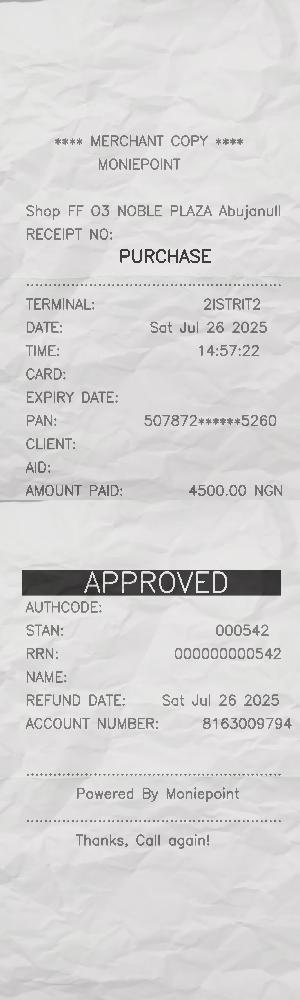 **** MERCHANT COPY ****
MONIEPOINT
Shop FF 03 NOBLE PLAZA Abujanull
RECEIPT NO:
PURCHASE
TERMINAL: 2ISTRIT2
DATE: Sat Jul 26 2025
TIME: 14:57:22
CARD:
EXPIRY DATE:
PAN: 507872******5260
CLIENT:
AID:
AMOUNT PAID: 4500.00 NGN
APPROVED
AUTHCODE:
STAN: 000542
RRN: 000000000542
NAME:
REFUND DATE: Sat Jul 26 2025
ACCOUNT NUMBER: 8163009794
Powered By Moniepoint
Thanks, Call again!